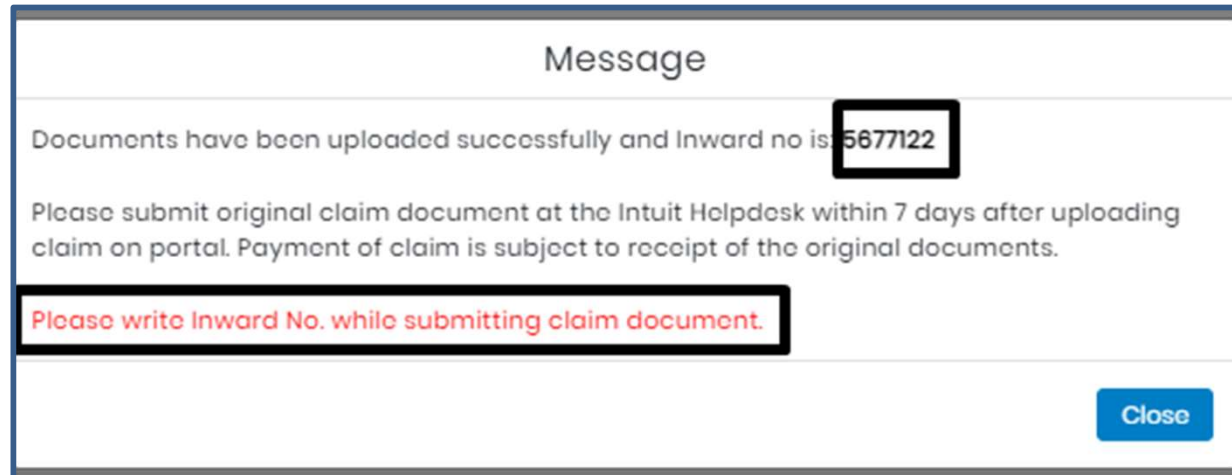 Message
Documents have been uploaded successfully and Inward no is: 5677122
Please submit original claim document at the Intuit Helpdesk within 7 days after uploading
claim on portal. Payment of claim is subject to receipt of the original documents.
Please write Inward No. while submitting claim document.
Close